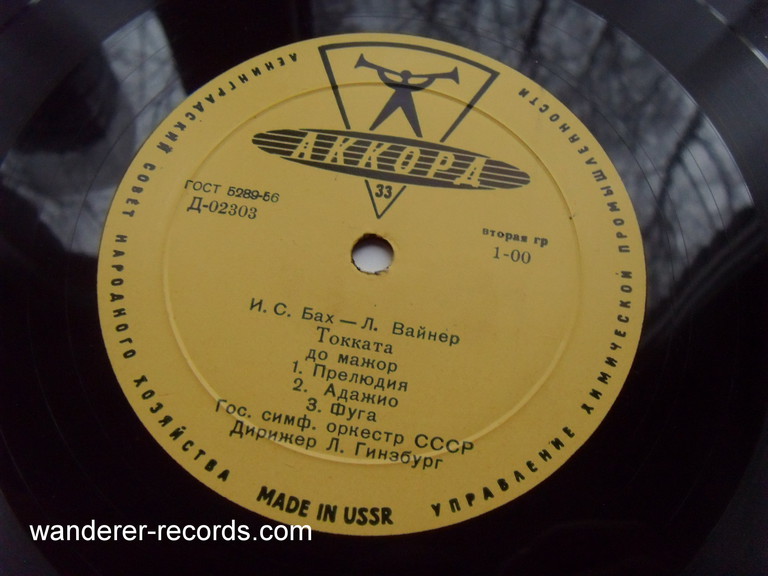 ЛЕНИНГРАДСКИЙ СОВЕТ НАРОДНОГО ХОЗЯЙСТВА
УПРАВЛЕНИЕ ХИМИЧЕСКОЙ ПРОМЫШЛЕННОСТИ
АККОРД
33
ГОСТ 5289-56
Д-02303
вторая гр
1-00
И. С. Бах — Л. Вайнер
Токката
до мажор
1. Прелюдия
2. Адажио
3. Фуга
Гос. симф. оркестр СССР
Дирижер Л. Гинзбург
MADE IN USSR
wanderer-records.com